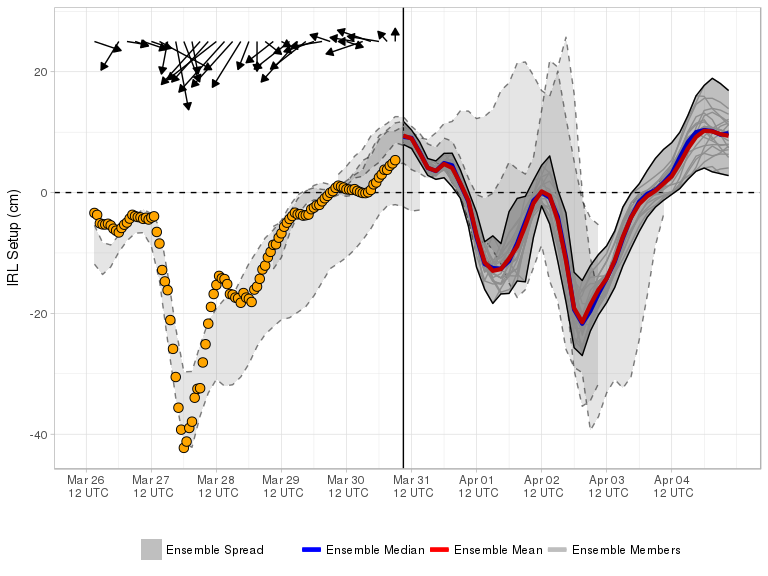 20
0
-20
-40
IRL Setup (cm)
Mar 26 Mar 27 Mar 28 Mar 29 Mar 30 Mar 31 Apr 01 Apr 02 Apr 03 Apr 04
12 UTC 12 UTC 12 UTC 12 UTC 12 UTC 12 UTC 12 UTC 12 UTC 12 UTC 12 UTC
Ensemble Spread Ensemble Median Ensemble Mean Ensemble Members